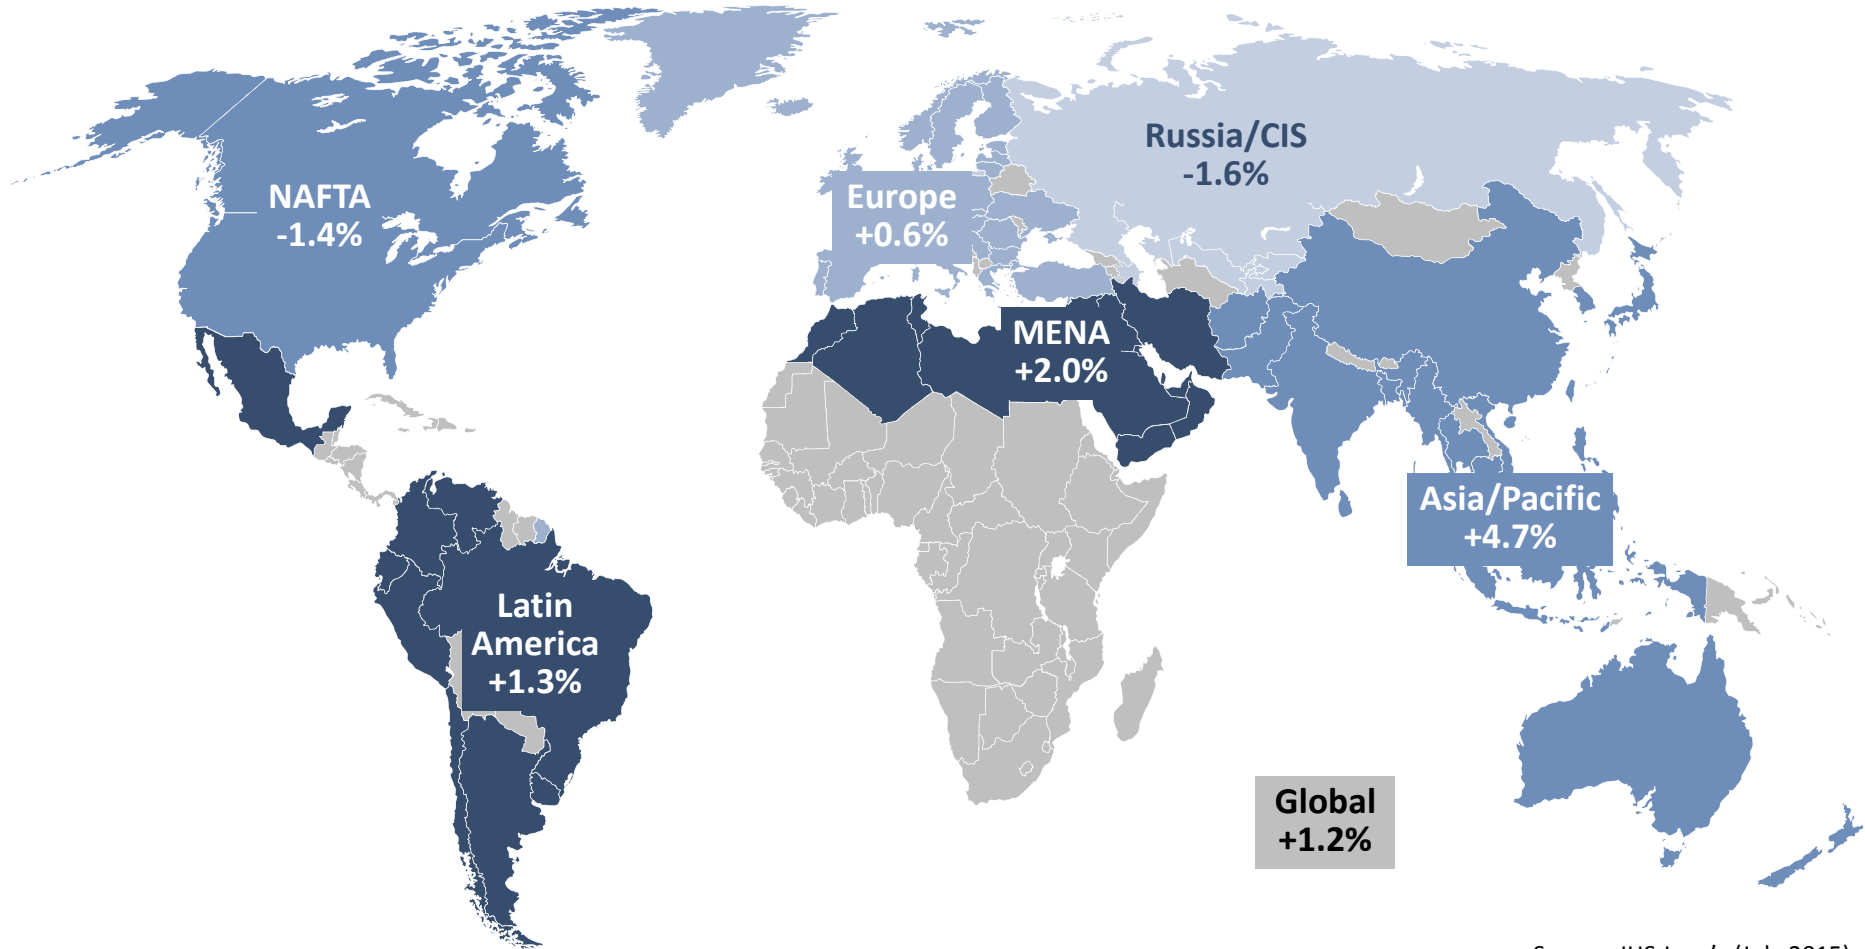 NAFTA
-1.4%
Europe
+0.6%
Russia/CIS
-1.6%
MENA
+2.0%
Asia/Pacific
+4.7%
Latin
America
+1.3%
Global
+1.2%